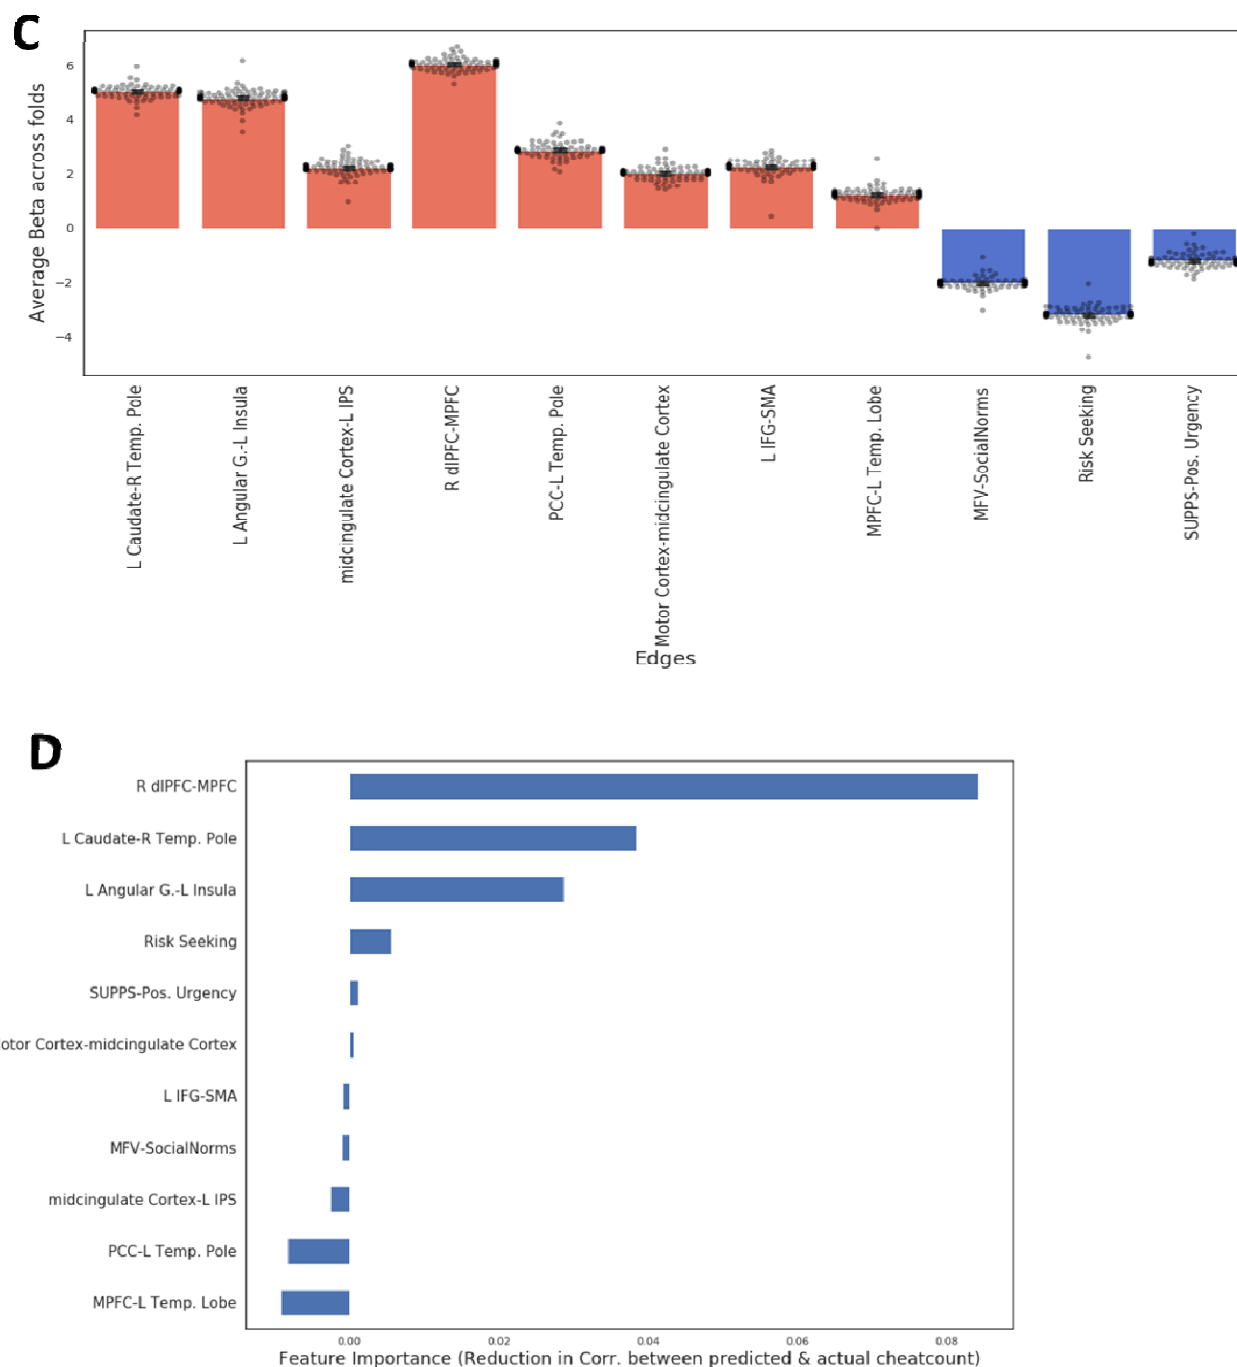 C
Average Beta across folds
6
4
2
0
−2
−4
L Caudate-R Temp. Pole
L Angular G.-L Insula
midcingulate Cortex-L IPS
R dlPFC-MPFC
PCC-L Temp. Pole
Motor Cortex-midcingulate Cortex
L IFG-SMA
MPFC-L Temp. Lobe
MFV-SocialNorms
Risk Seeking
SUPPS-Pos. Urgency
Edges
D
R dlPFC-MPFC
L Caudate-R Temp. Pole
L Angular G.-L Insula
Risk Seeking
SUPPS-Pos. Urgency
otor Cortex-midcingulate Cortex
L IFG-SMA
MFV-SocialNorms
midcingulate Cortex-L IPS
PCC-L Temp. Pole
MPFC-L Temp. Lobe
0.00 0.02 0.04 0.06 0.08
Feature Importance (Reduction in Corr. between predicted & actual cheatcount)